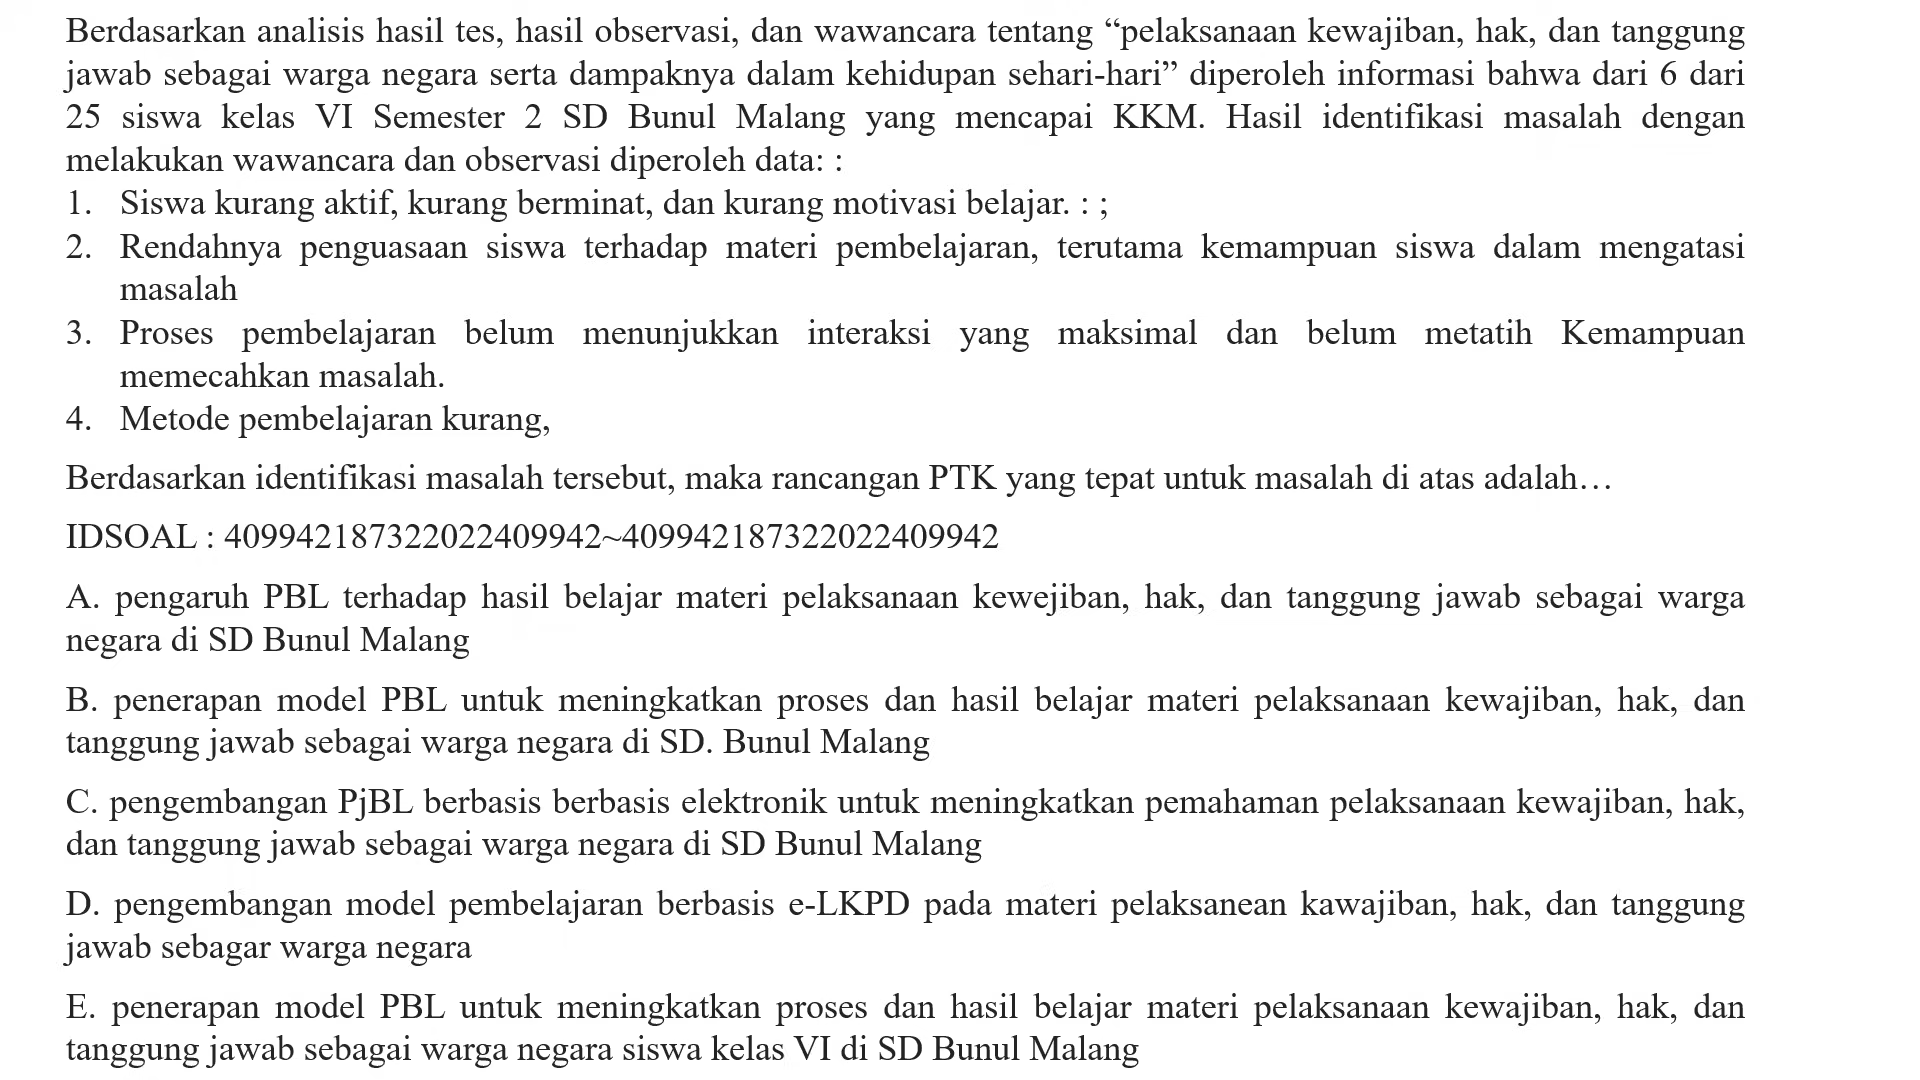 Berdasarkan analisis hasil tes, hasil observasi, dan wawancara tentang “pelaksanaan kewajiban, hak, dan tanggung
jawab sebagai warga negara serta dampaknya dalam kehidupan sehari-hari” diperoleh informasi bahwa dari 6 dari
25 siswa kelas VI Semester 2 SD Bunul Malang yang mencapai KKM. Hasil identifikasi masalah dengan
melakukan wawancara dan observasi diperoleh data: :
1. Siswa kurang aktif, kurang berminat, dan kurang motivasi belajar. : ;
2. Rendahnya penguasaan siswa terhadap materi pembelajaran, terutama kemampuan siswa dalam mengatasi
masalah
3. Proses pembelajaran belum menunjukkan interaksi yang maksimal dan belum metatih Kemampuan
memecahkan masalah.
4. Metode pembelajaran kurang,
Berdasarkan identifikasi masalah tersebut, maka rancangan PTK yang tepat untuk masalah di atas adalah…
IDSOAL : 409942187322022409942~409942187322022409942
A. pengaruh PBL terhadap hasil belajar materi pelaksanaan kewejiban, hak, dan tanggung jawab sebagai warga
negara di SD Bunul Malang
B. penerapan model PBL untuk meningkatkan proses dan hasil belajar materi pelaksanaan kewajiban, hak, dan
tanggung jawab sebagai warga negara di SD. Bunul Malang
C. pengembangan PjBL berbasis berbasis elektronik untuk meningkatkan pemahaman pelaksanaan kewajiban, hak,
dan tanggung jawab sebagai warga negara di SD Bunul Malang
D. pengembangan model pembelajaran berbasis e-LKPD pada materi pelaksanean kawajiban, hak, dan tanggung
jawab sebagar warga negara
E. penerapan model PBL untuk meningkatkan proses dan hasil belajar materi pelaksanaan kewajiban, hak, dan
tanggung jawab sebagai warga negara siswa kelas VI di SD Bunul Malang